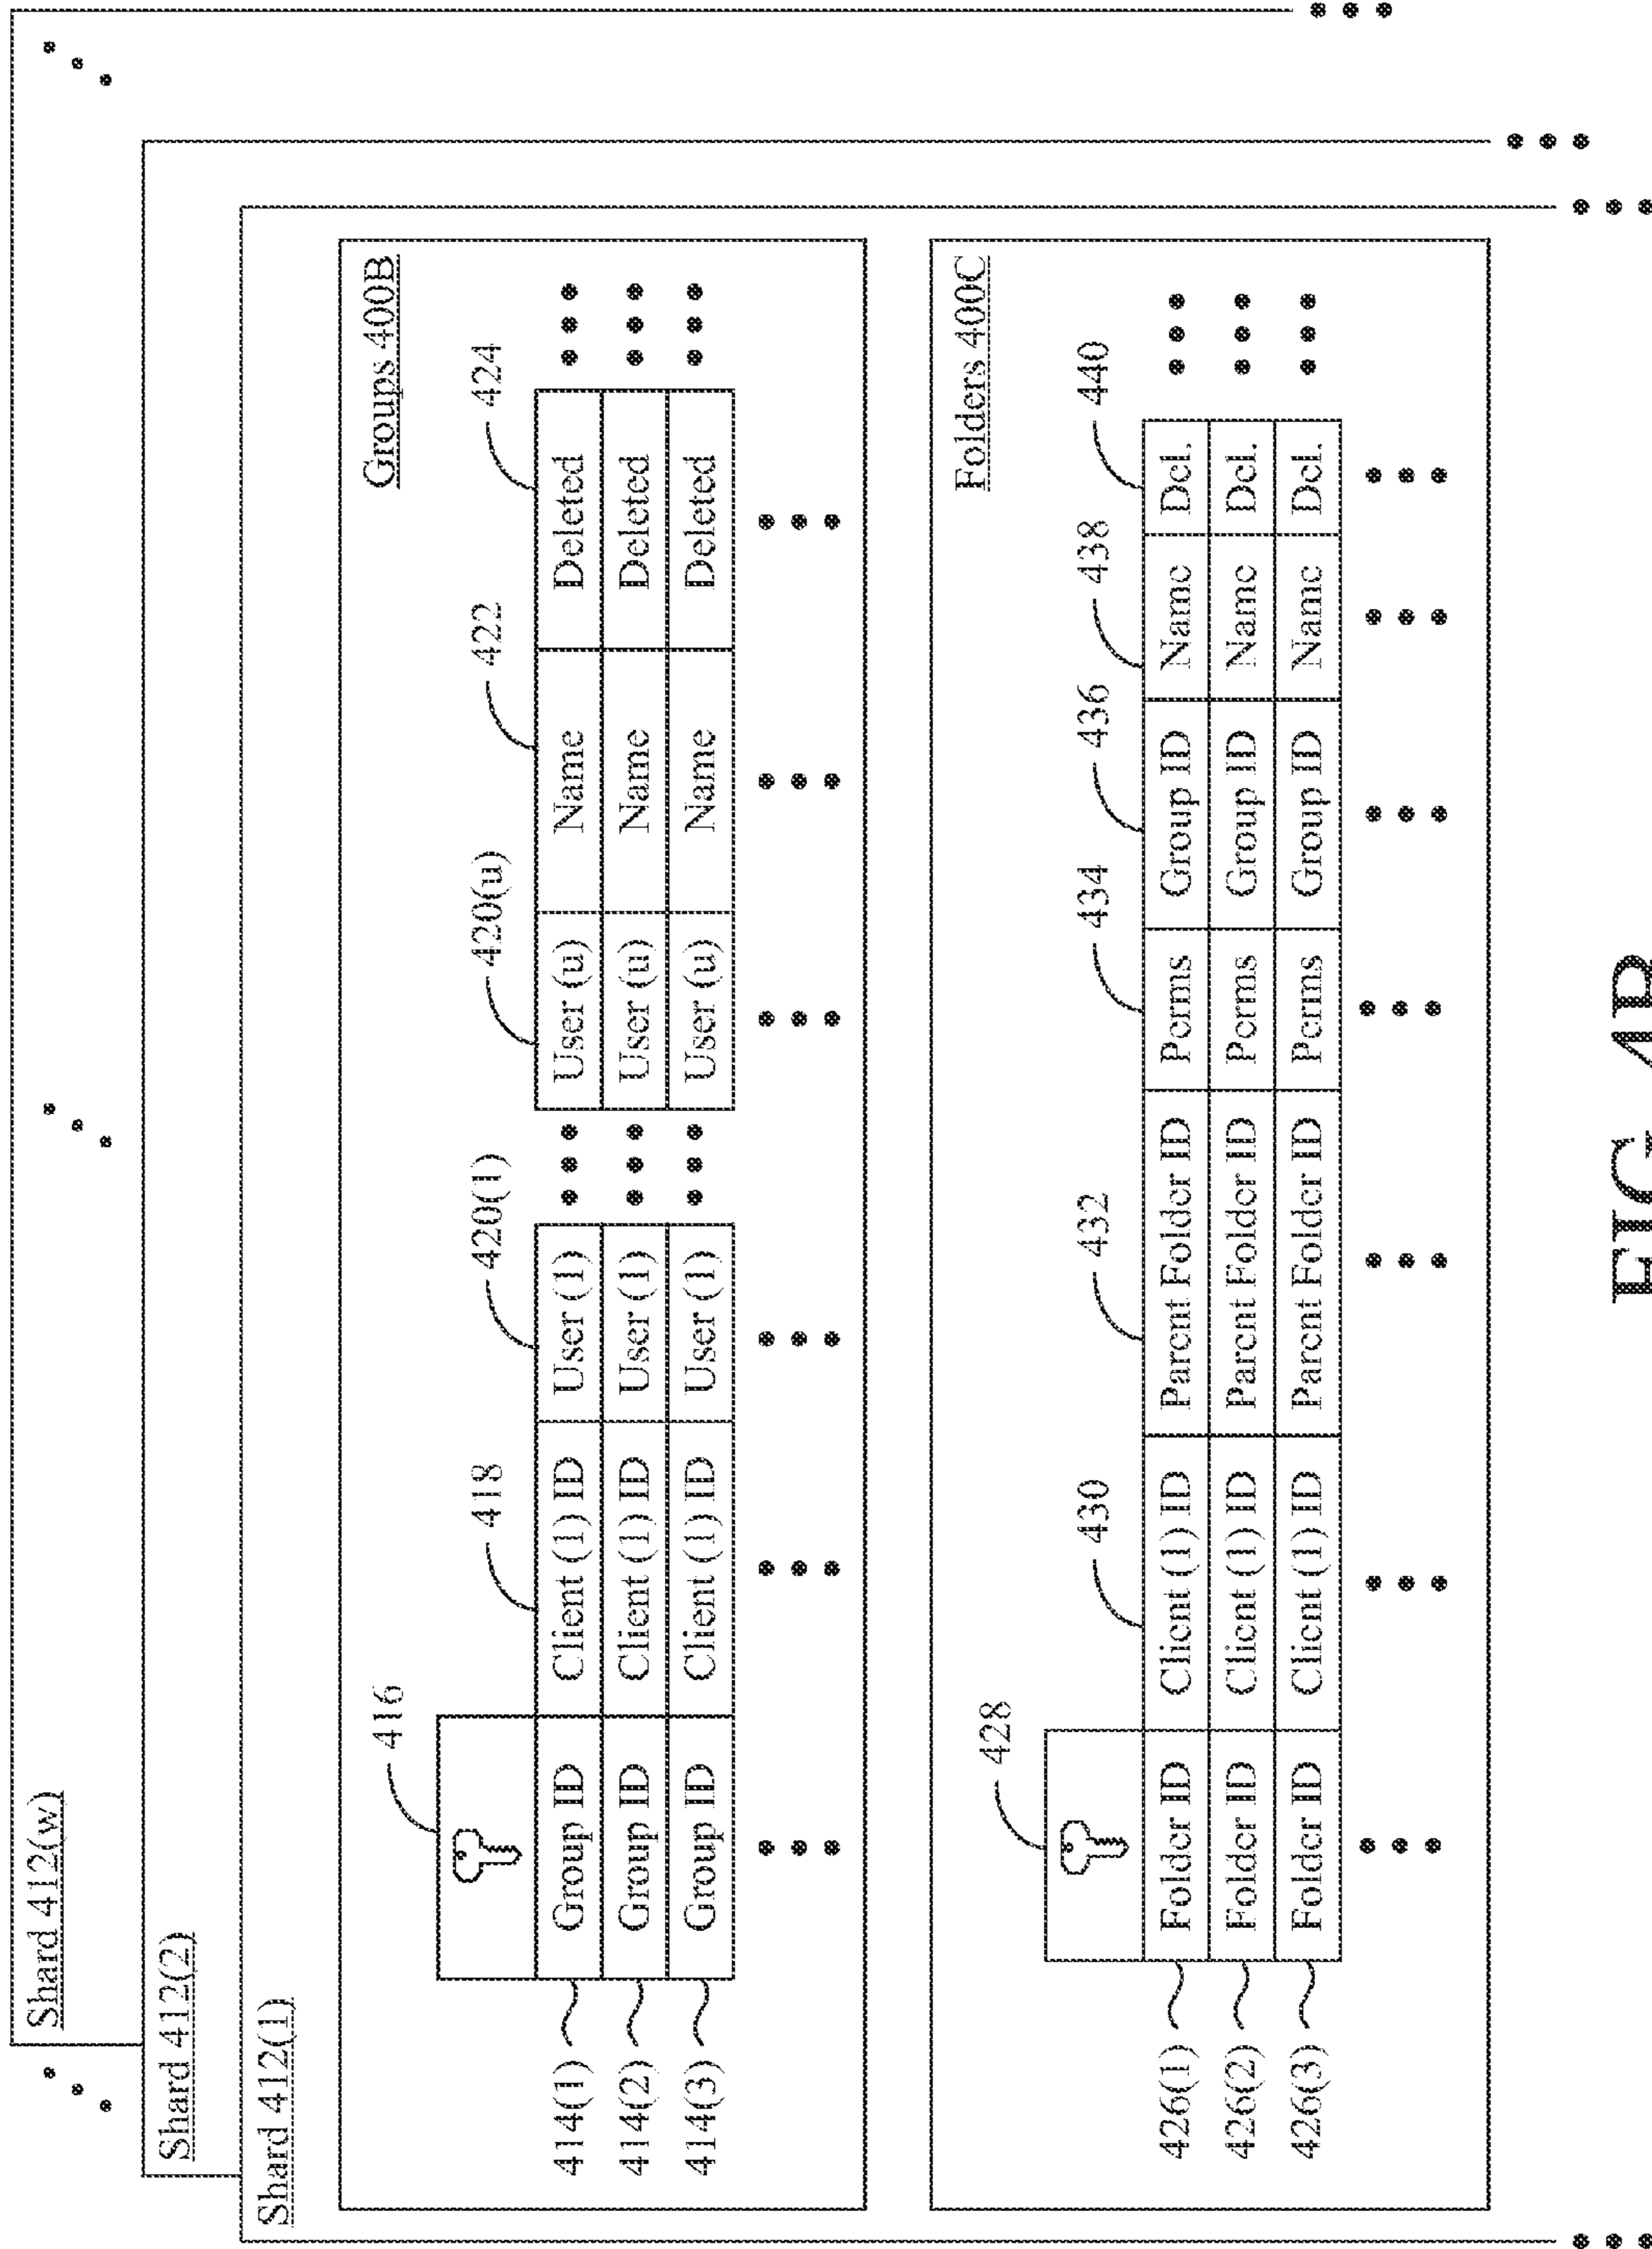 Shard 412(w)
Shard 412(2)
Shard 412(1)
Groups 400B
416
418
420(1)
420(u)
422
424
414(1) Group ID Client (1) ID User (1) User (u) Name Deleted
414(2) Group ID Client (1) ID User (1) User (u) Name Deleted
414(3) Group ID Client (1) ID User (1) User (u) Name Deleted
Folders 400C
428
430
432
434
436
438
440
426(1) Folder ID Client (1) ID Parent Folder ID Perms Group ID Name Del.
426(2) Folder ID Client (1) ID Parent Folder ID Perms Group ID Name Del.
426(3) Folder ID Client (1) ID Parent Folder ID Perms Group ID Name Del.
FIG. 4B